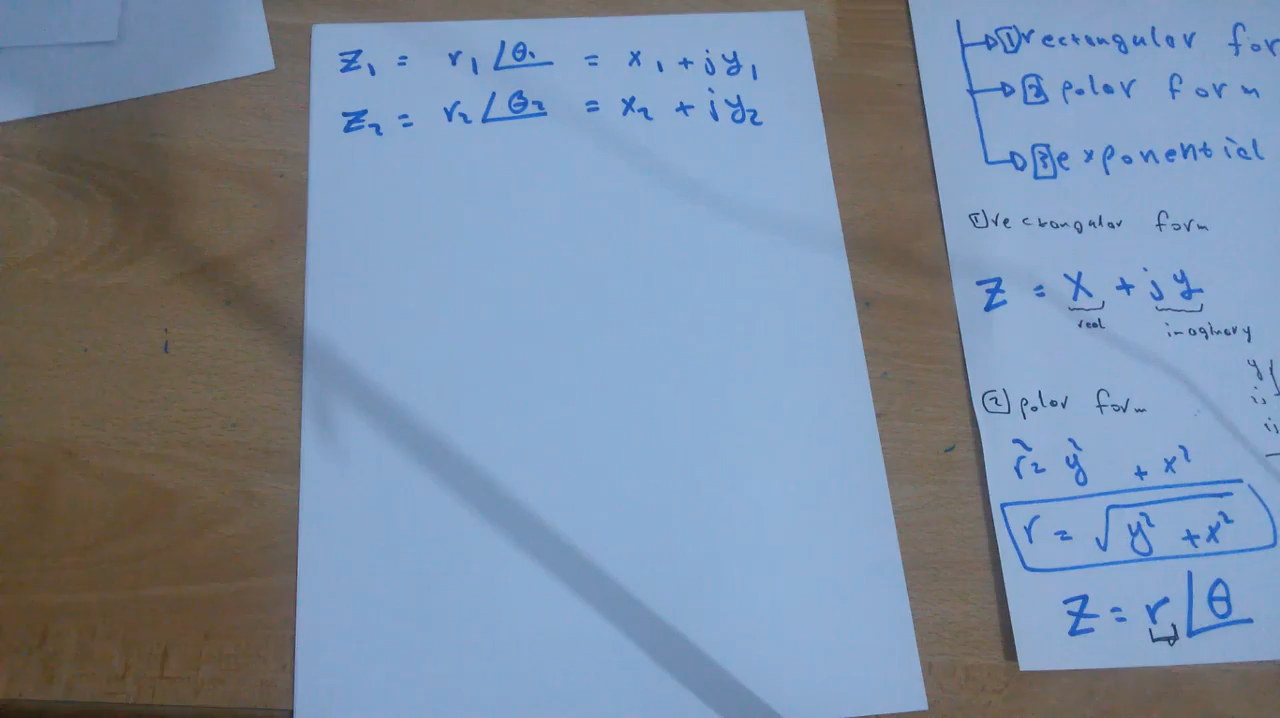 z₁ = r₁∠θ₁ = x₁ + jy₁
z₂ = r₂∠θ₂ = x₂ + jy₂
① rectangular for
② polar form
③ exponential
① rectangular form
z = x + jy
real imaginary
② polar form
r² = y² + x²
r = √y² + x²
z = r∠θ